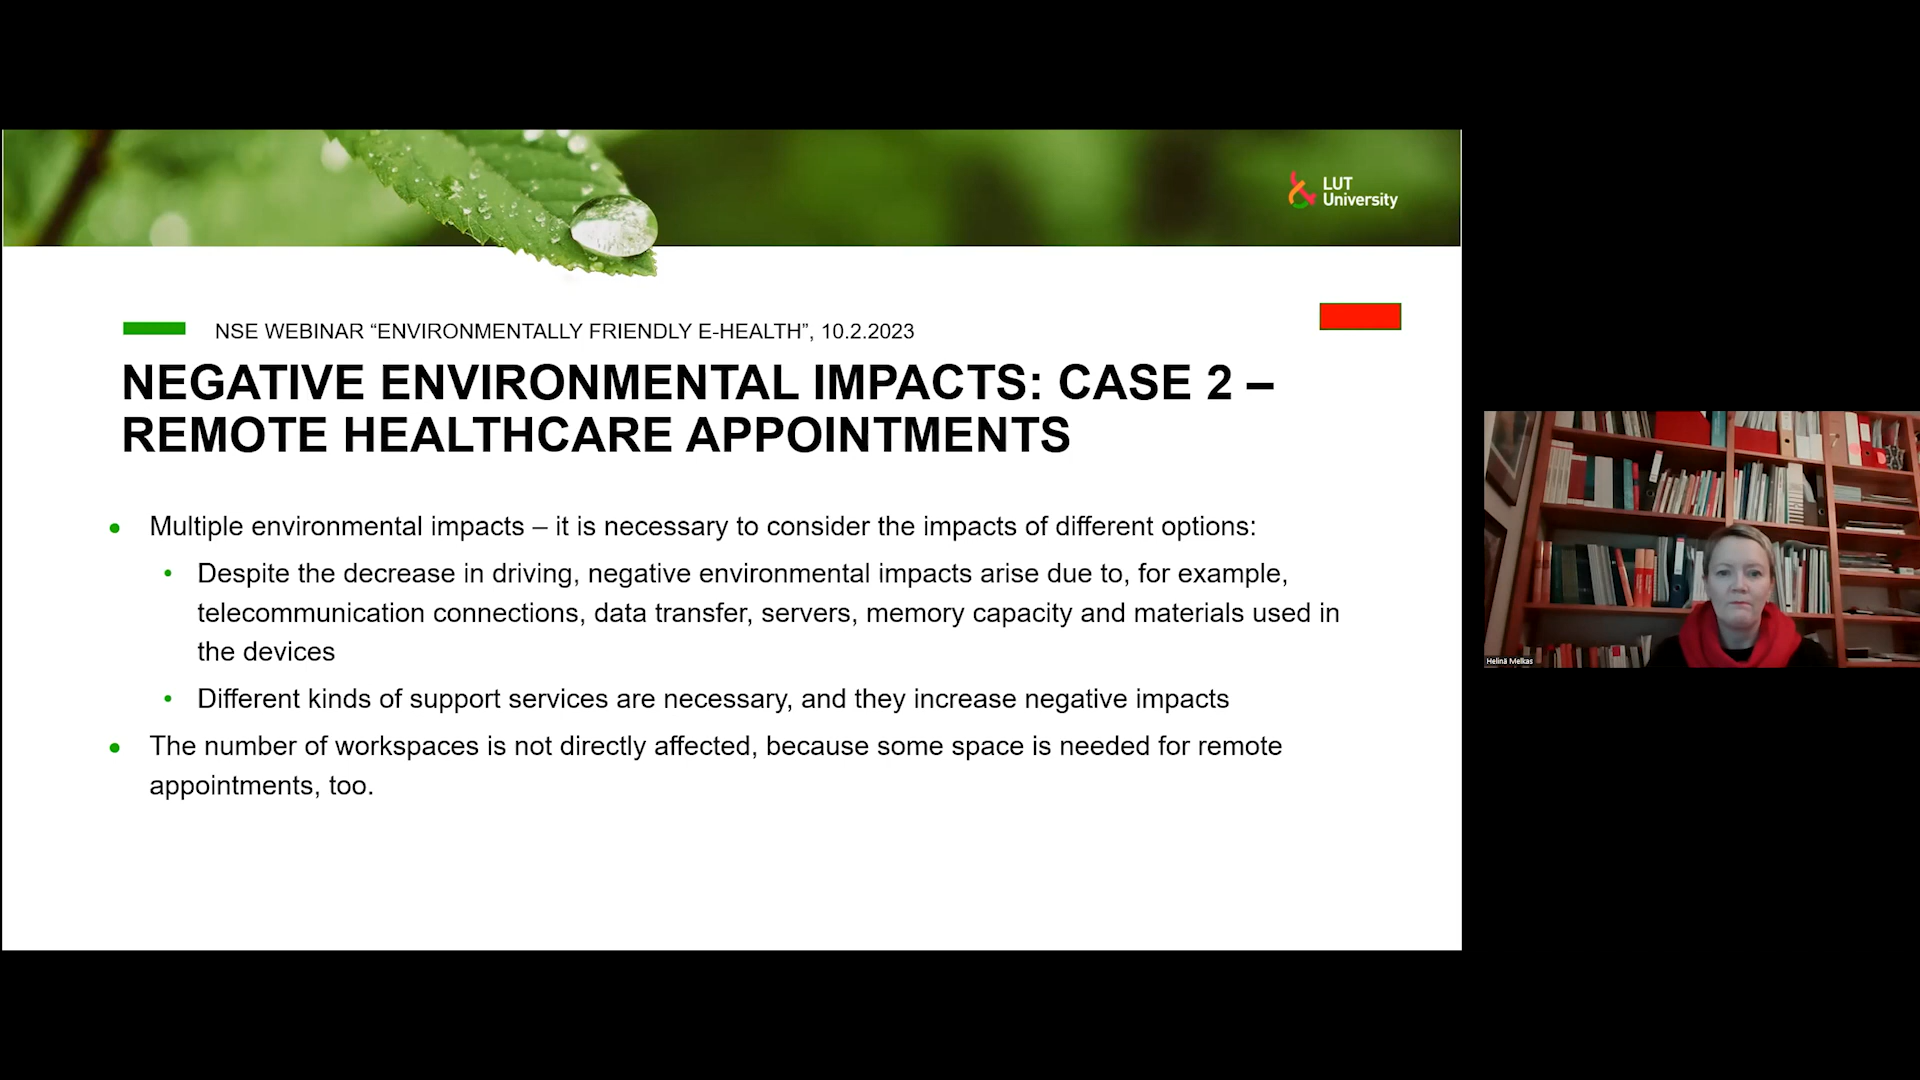 LUT
University
NSE WEBINAR “ENVIRONMENTALLY FRIENDLY E-HEALTH”, 10.2.2023
NEGATIVE ENVIRONMENTAL IMPACTS: CASE 2 –
REMOTE HEALTHCARE APPOINTMENTS
Multiple environmental impacts – it is necessary to consider the impacts of different options:
Despite the decrease in driving, negative environmental impacts arise due to, for example,
telecommunication connections, data transfer, servers, memory capacity and materials used in
the devices
Different kinds of support services are necessary, and they increase negative impacts
The number of workspaces is not directly affected, because some space is needed for remote
appointments, too.
Helinä Melkas